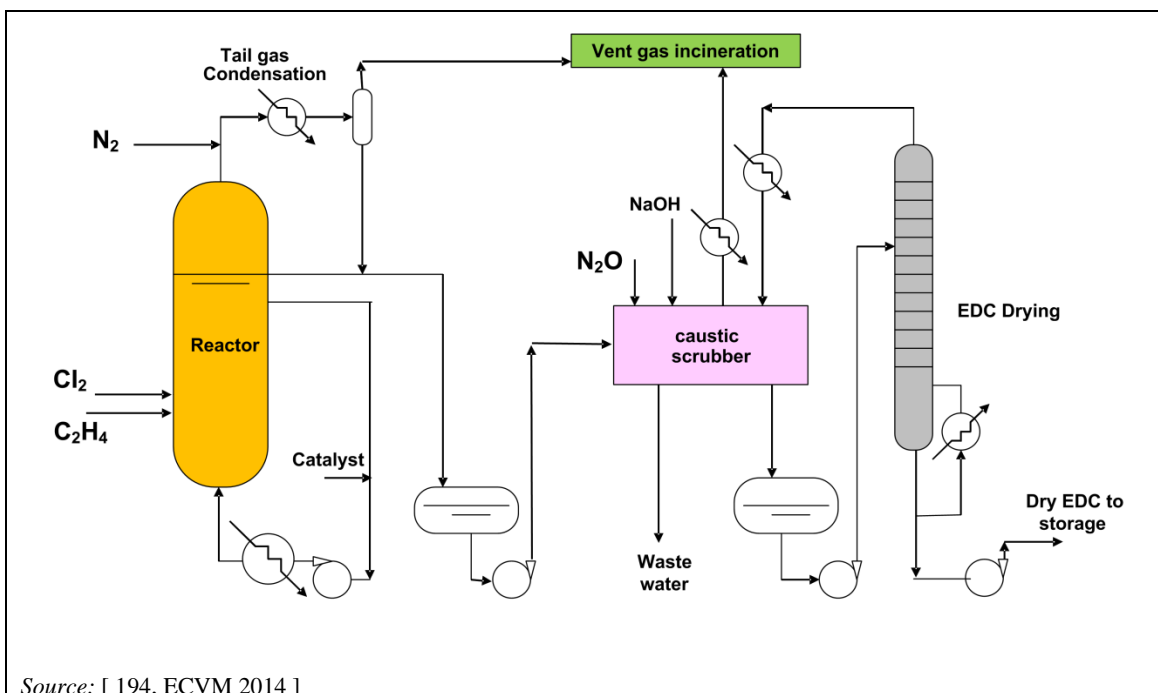 Tail gas
Condensation
Vent gas incineration
N₂
NaOH
N₂O
EDC Drying
caustic
scrubber
Reactor
Cl₂
C₂H₄
Catalyst
Dry EDC to
storage
Waste
water
Source: [ 194, ECVM 2014 ]